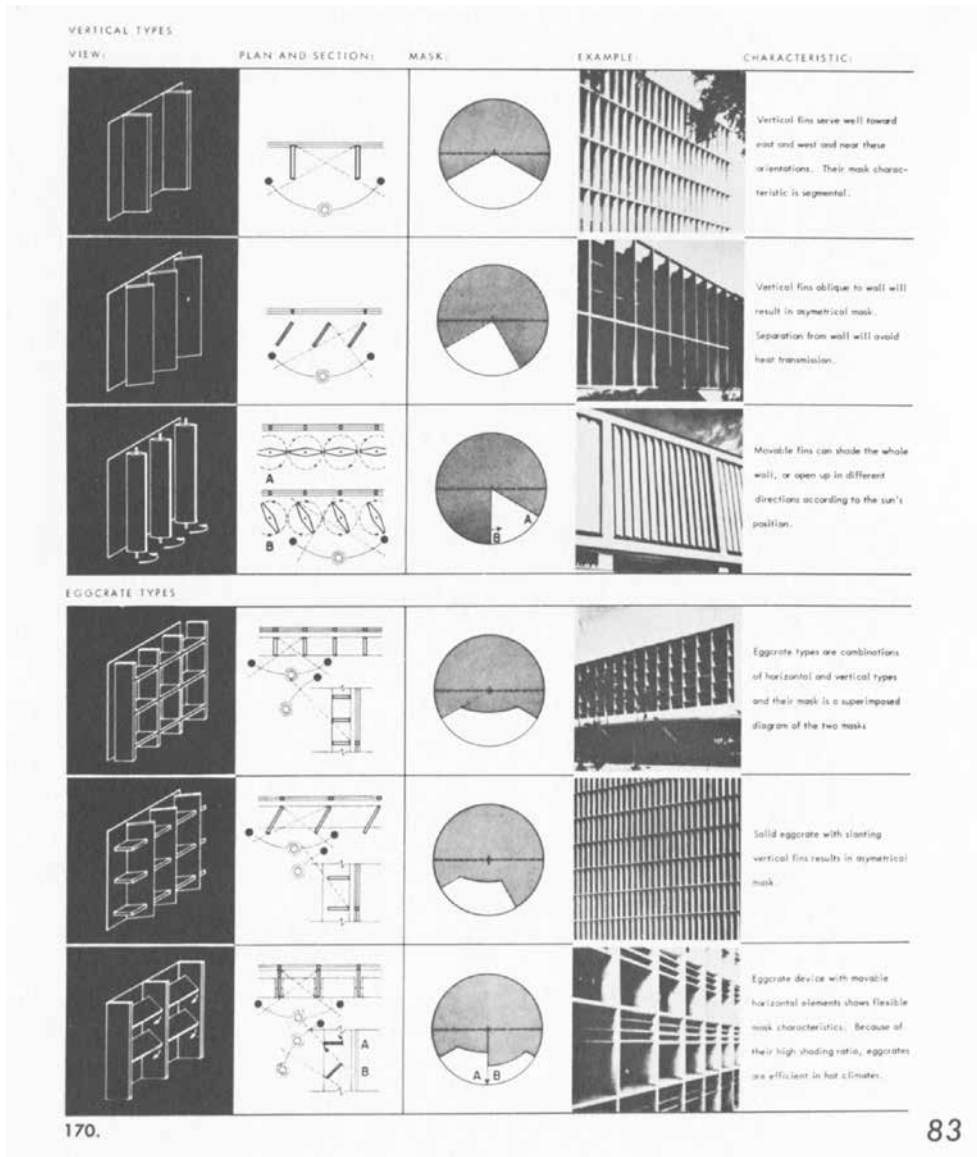 VERTICAL TYPES
VIEW: PLAN AND SECTION: MASK: EXAMPLE: CHARACTERISTIC:
Vertical fins serve well toward
east and west and near these
orientations. Their mask charac-
teristic is segmental.
Vertical fins oblique to wall will
result in asymetrical mask.
Separation from wall will avoid
heat transmission.
A
B
B A
Movable fins can shade the whole
wall, or open up in different
directions according to the sun's
position.
EGGCRATE TYPES
Eggcrate types are combinations
of horizontal and vertical types
and their mask is a superimposed
diagram of the two masks
Solid eggcrate with slanting
vertical fins results in asymetrical
mask.
A
B
A B
Eggcrate device with movable
horizontal elements shows flexible
mask characteristics. Because of
their high shading ratio, eggcrates
are efficient in hot climates.
170. 83